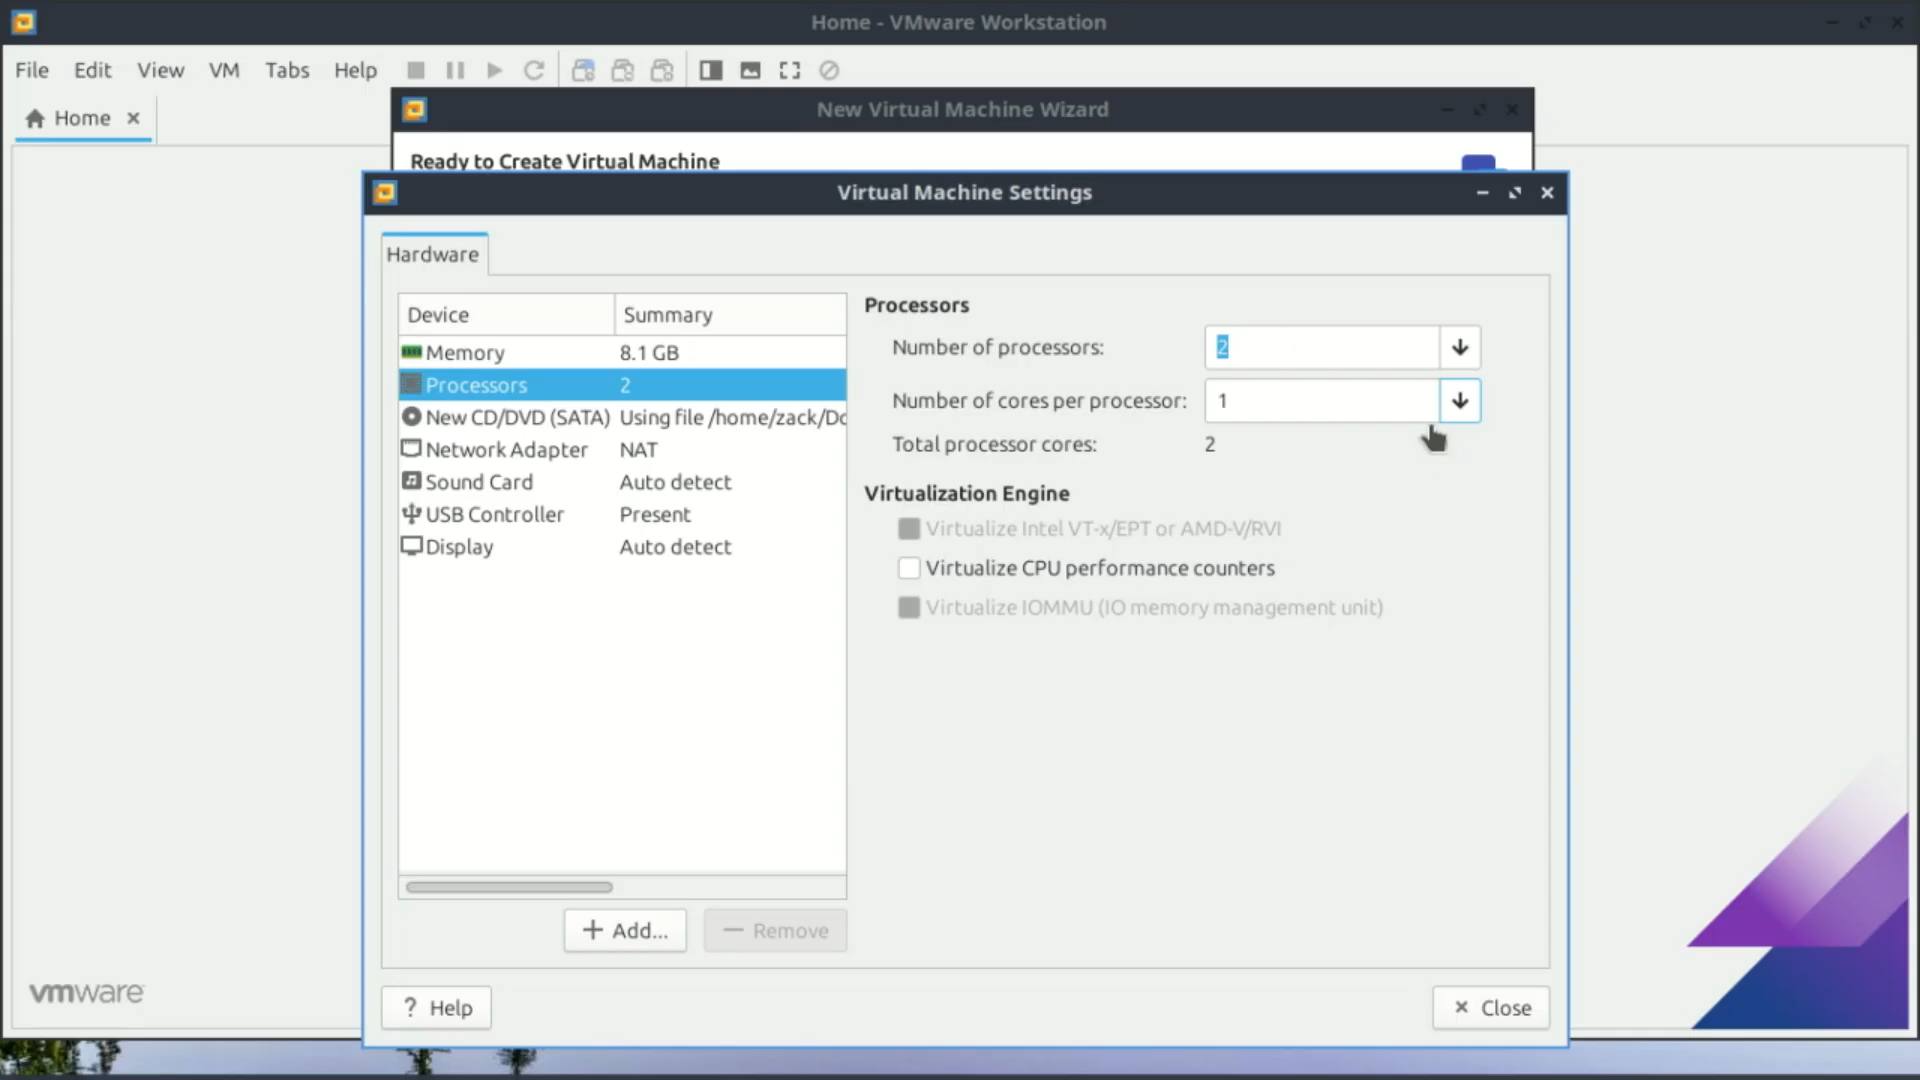 Home - VMware Workstation
File Edit View VM Tabs Help
Home
New Virtual Machine Wizard
Ready to Create Virtual Machine
Virtual Machine Settings
Hardware
Device Summary
Memory 8.1 GB
Processors 2
New CD/DVD (SATA) Using file /home/zack/Do
Network Adapter NAT
Sound Card Auto detect
USB Controller Present
Display Auto detect
+ Add...
— Remove
Processors
Number of processors: 2
Number of cores per processor: 1
Total processor cores: 2
Virtualization Engine
Virtualize Intel VT-x/EPT or AMD-V/RVI
Virtualize CPU performance counters
Virtualize IOMMU (IO memory management unit)
? Help
Close
vmware